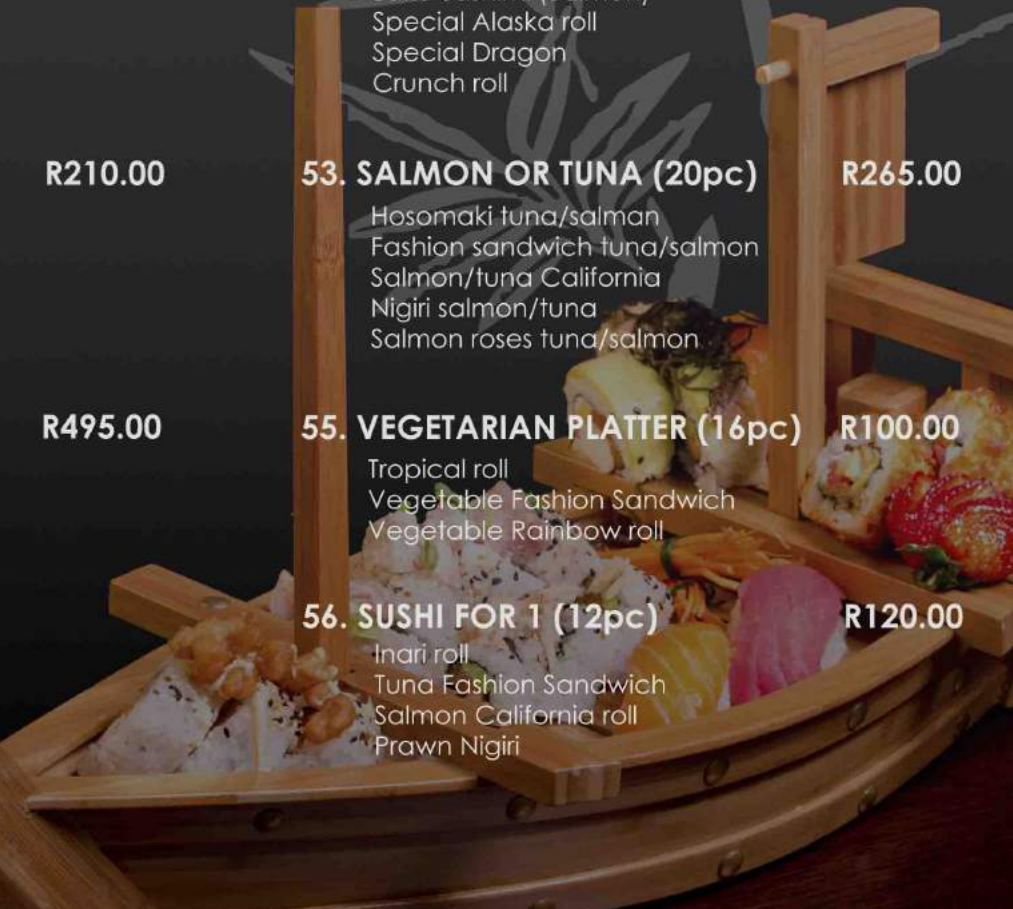 Special Alaska roll
Special Dragon
Crunch roll
R210.00 53. SALMON OR TUNA (20pc) R265.00
Hosomaki tuna/salman
Fashion sandwich tuna/salmon
Salmon/tuna California
Nigiri salmon/tuna
Salmon roses tuna/salmon
R495.00 55. VEGETARIAN PLATTER (16pc) R100.00
Tropical roll
Vegetable Fashion Sandwich
Vegetable Rainbow roll
56. SUSHI FOR 1 (12pc) R120.00
Inari roll
Tuna Fashion Sandwich
Salmon California roll
Prawn Nigiri